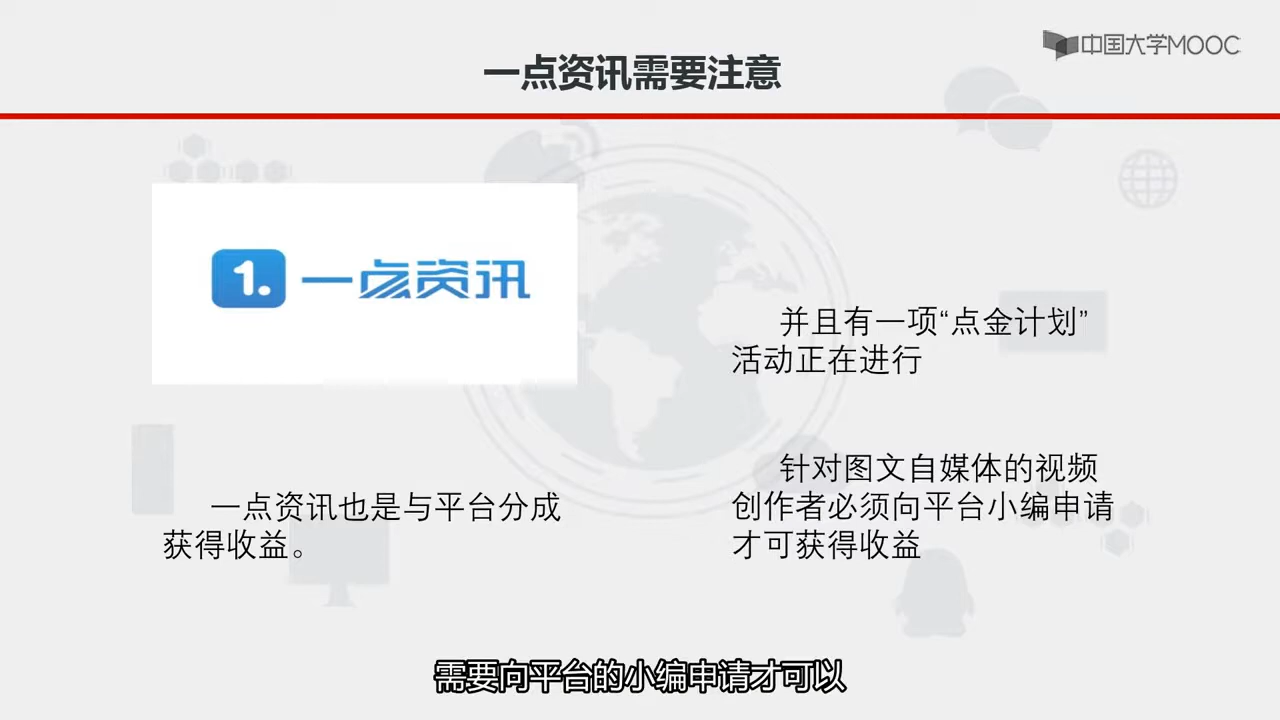 中国大学MOOC
一点资讯需要注意
1.一点资讯
一点资讯也是与平台分成
获得收益。
并且有一项“点金计划”
活动正在进行
针对图文自媒体的视频
创作者必须向平台小编申请
才可获得收益
需要向平台的小编申请才可以